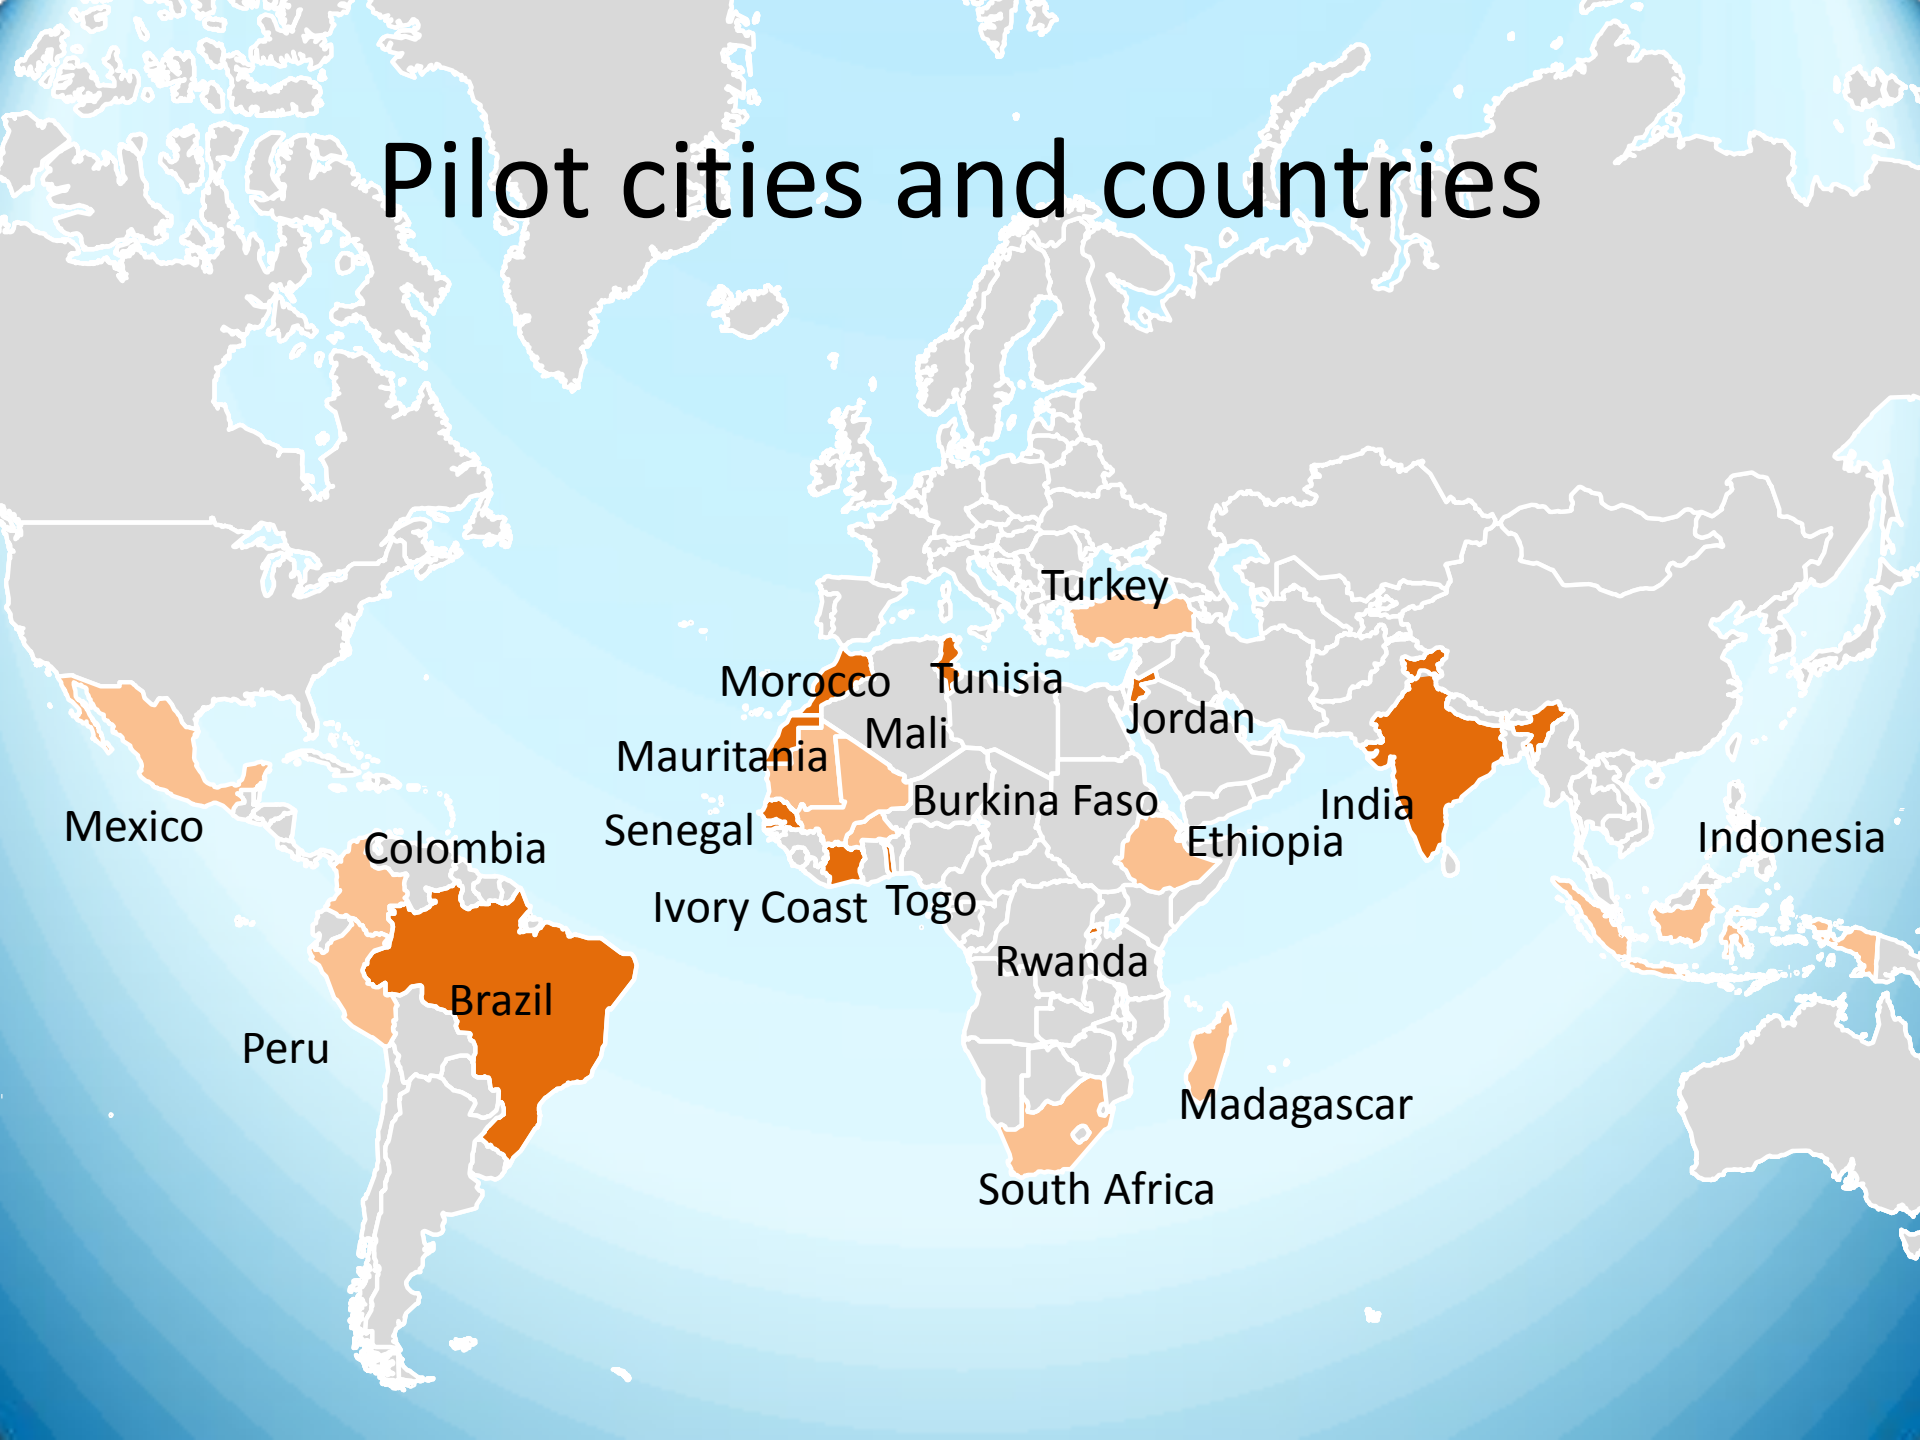 Pilot cities and countries
Turkey
Morocco
Tunisia
Jordan
Mali
Mauritania
Burkina Faso
India
Mexico
Senegal
Ethiopia
Indonesia
Colombia
Ivory Coast
Togo
Rwanda
Brazil
Peru
Madagascar
South Africa